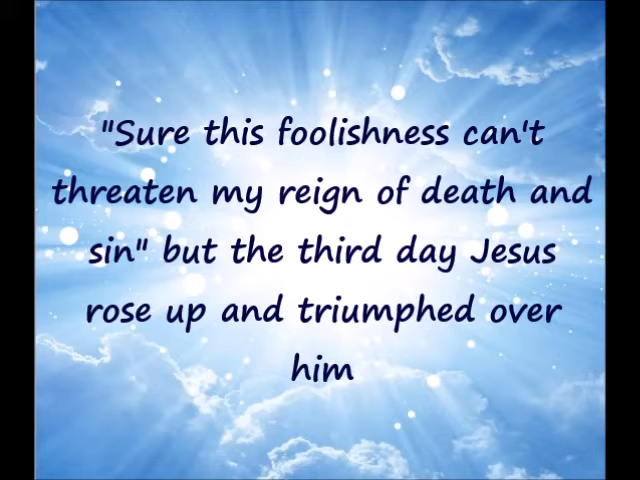 "Sure this foolishness can't
threaten my reign of death and
sin" but the third day Jesus
rose up and triumphed over
him